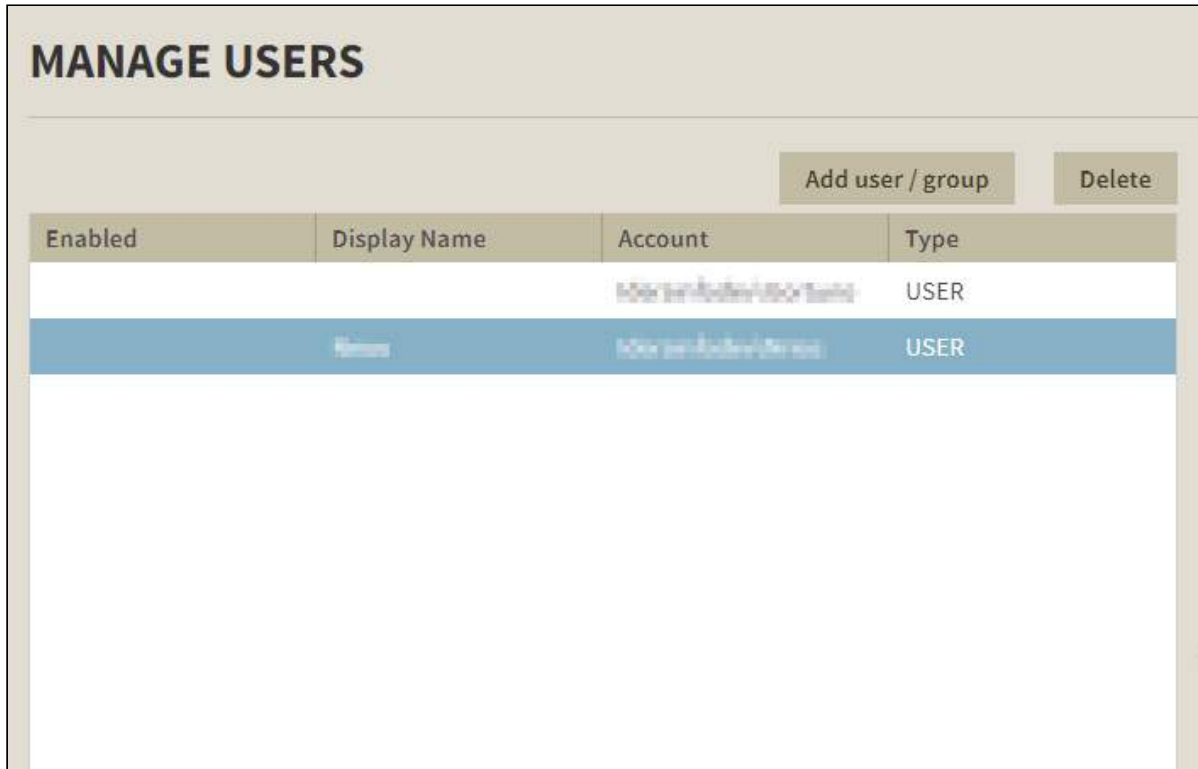 MANAGE USERS
Add user / group Delete
Enabled Display Name Account Type
USER
USER